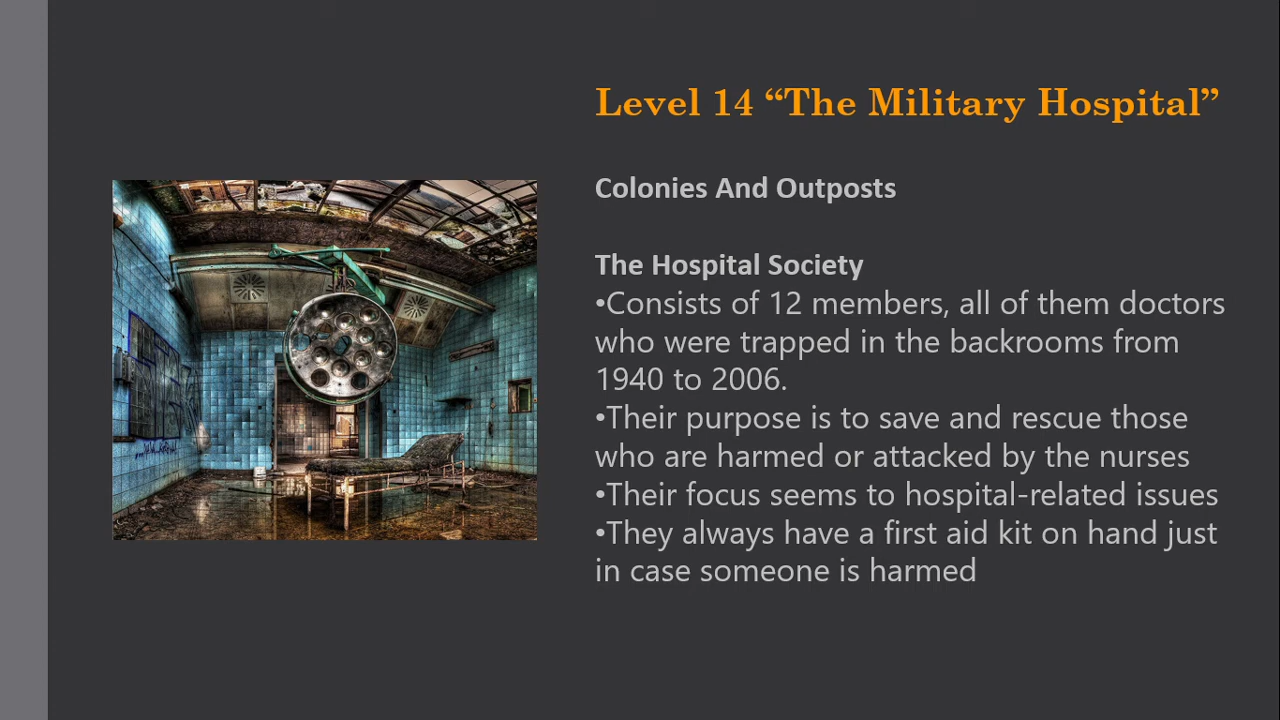 Level 14 “The Military Hospital”
Colonies And Outposts
The Hospital Society
•Consists of 12 members, all of them doctors
who were trapped in the backrooms from
1940 to 2006.
•Their purpose is to save and rescue those
who are harmed or attacked by the nurses
•Their focus seems to hospital-related issues
•They always have a first aid kit on hand just
in case someone is harmed